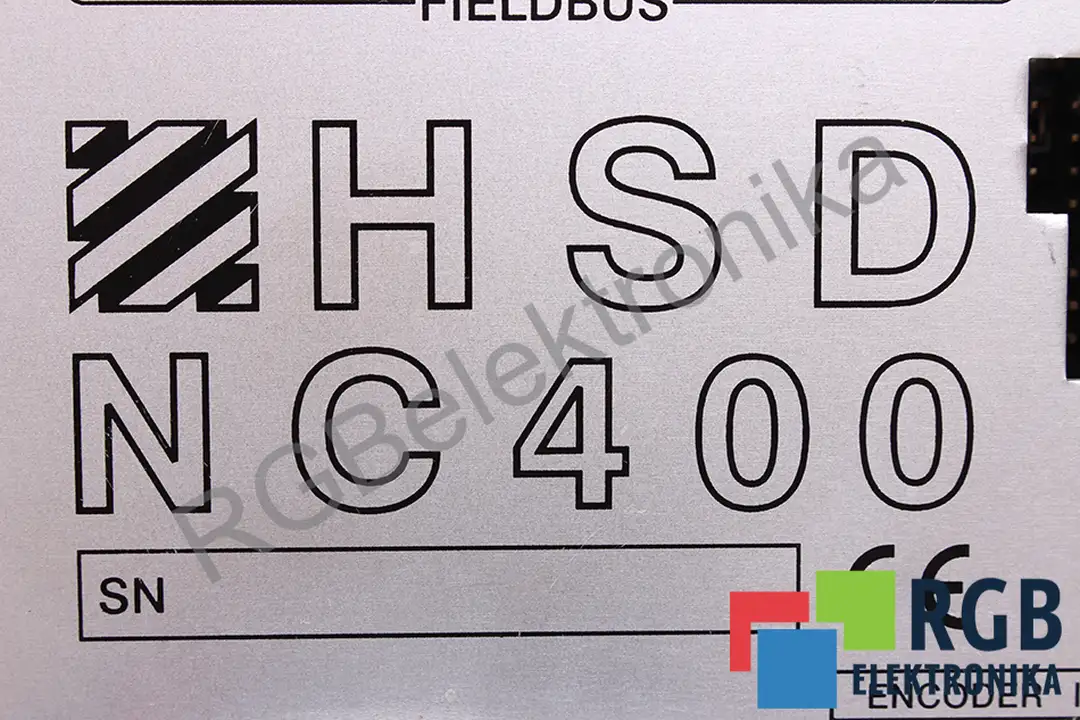 FIELDBUS
HSD
NC400
SN
CE
RGBelektronika
RGB
ELEKTRONIKA
ENCODER